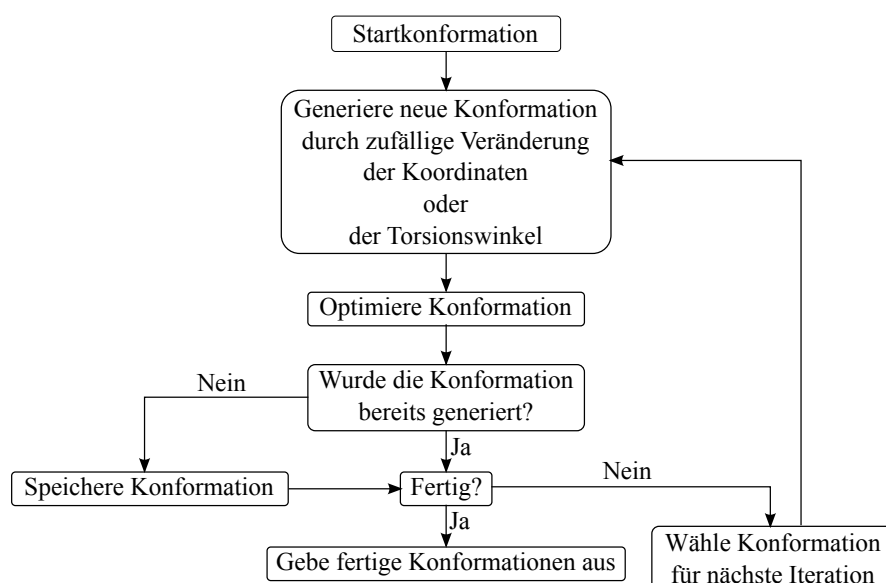 Startkonformation
Generiere neue Konformation
durch zufällige Veränderung
der Koordinaten
oder
der Torsionswinkel
Optimiere Konformation
Wurde die Konformation
bereits generiert?
Nein
Ja
Speichere Konformation
Fertig?
Nein
Ja
Gebe fertige Konformationen aus
Wähle Konformation
für nächste Iteration